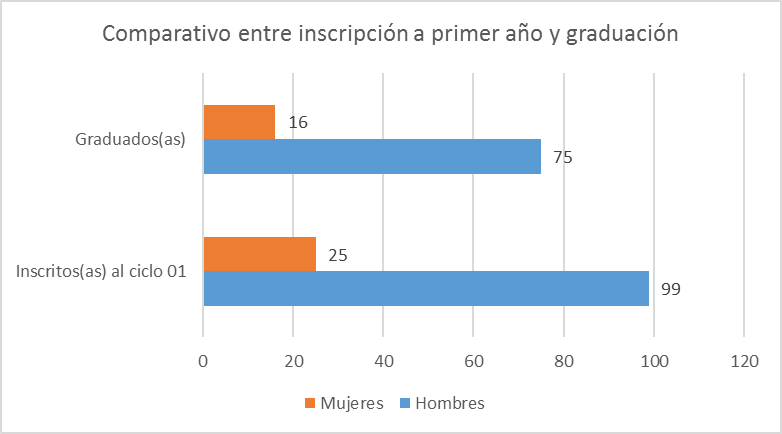 Comparativo entre inscripción a primer año y graduación
Graduados(as)
16
75
Inscritos(as) al ciclo 01
25
99
0 20 40 60 80 100 120
Mujeres Hombres